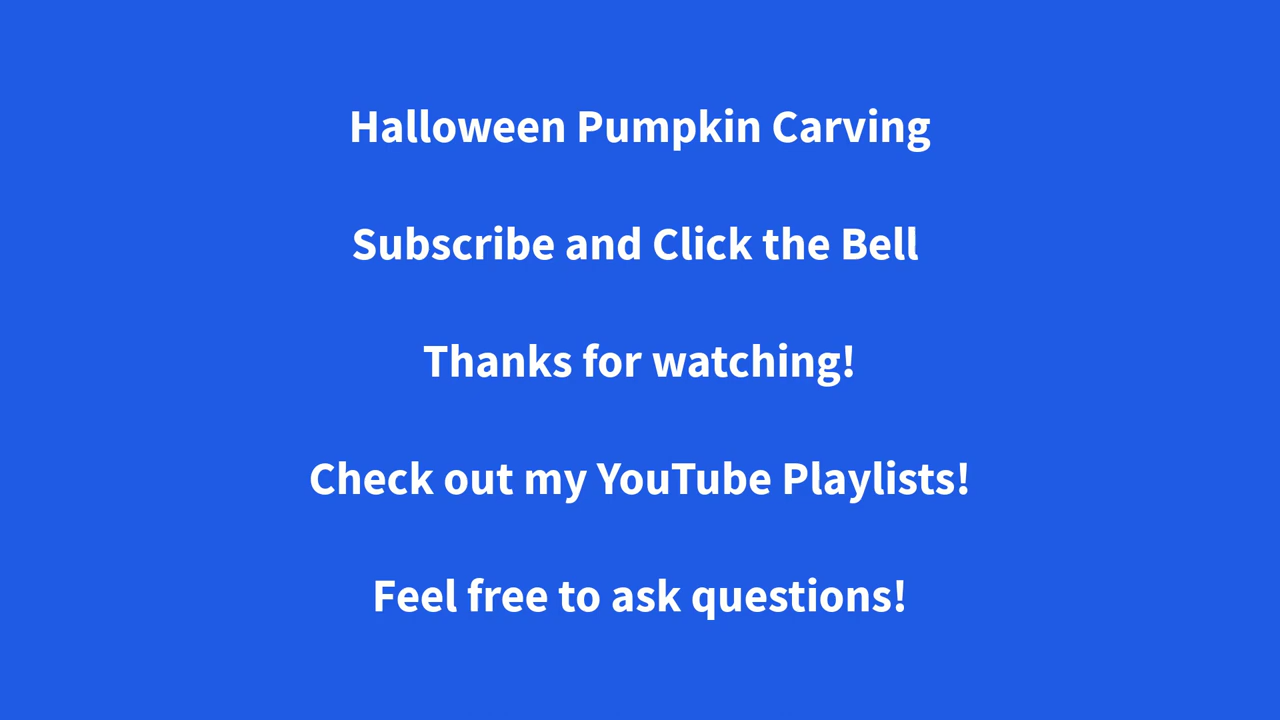 Halloween Pumpkin Carving
Subscribe and Click the Bell
Thanks for watching!
Check out my YouTube Playlists!
Feel free to ask questions!